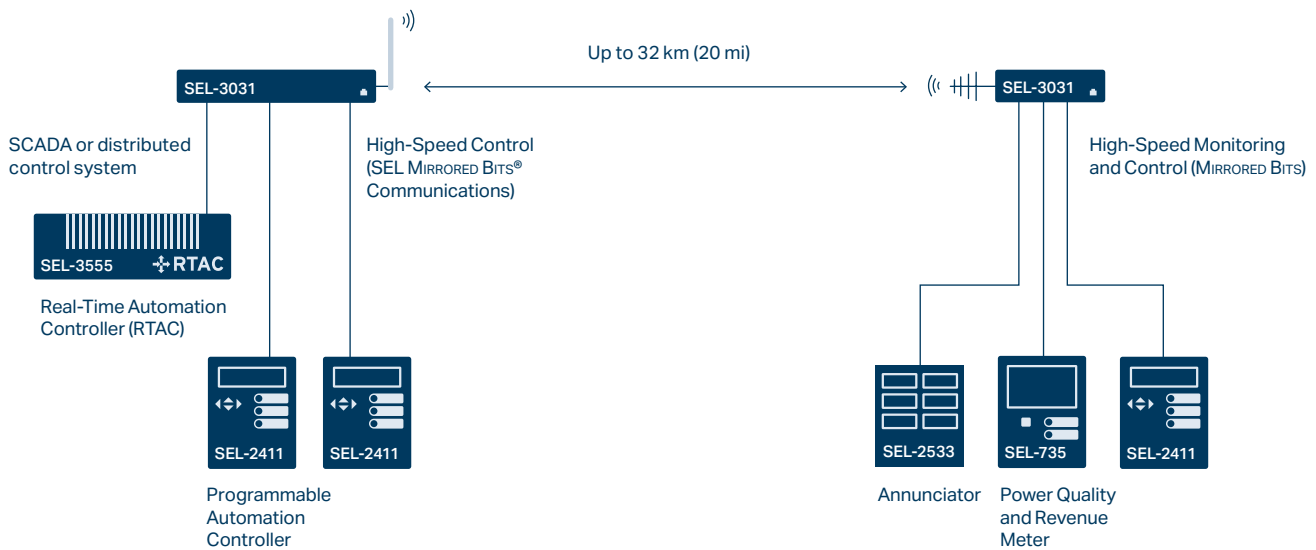 Up to 32 km (20 mi)
SEL-3031
SEL-3031
SCADA or distributed
control system
High-Speed Control
(SEL MIRRORED BITS®
Communications)
High-Speed Monitoring
and Control (MIRRORED BITS)
SEL-3555
RTAC
Real-Time Automation
Controller (RTAC)
SEL-2411
SEL-2411
SEL-2533
SEL-735
SEL-2411
Programmable
Automation
Controller
Annunciator
Power Quality
and Revenue
Meter